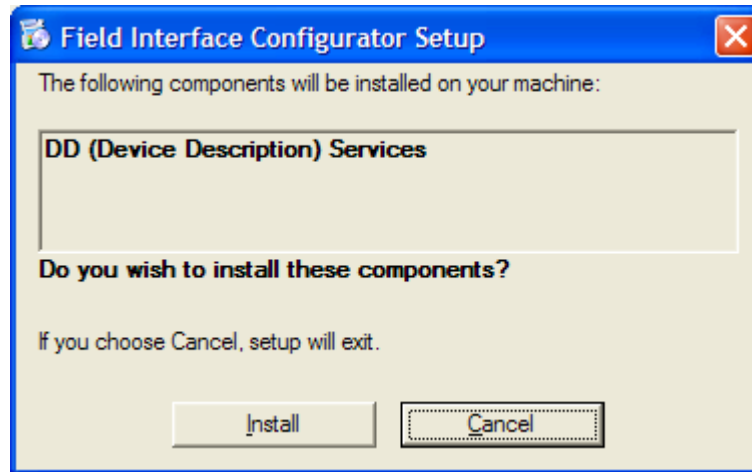 Field Interface Configurator Setup
The following components will be installed on your machine:
DD (Device Description) Services
Do you wish to install these components?
If you choose Cancel, setup will exit.
Install
Cancel